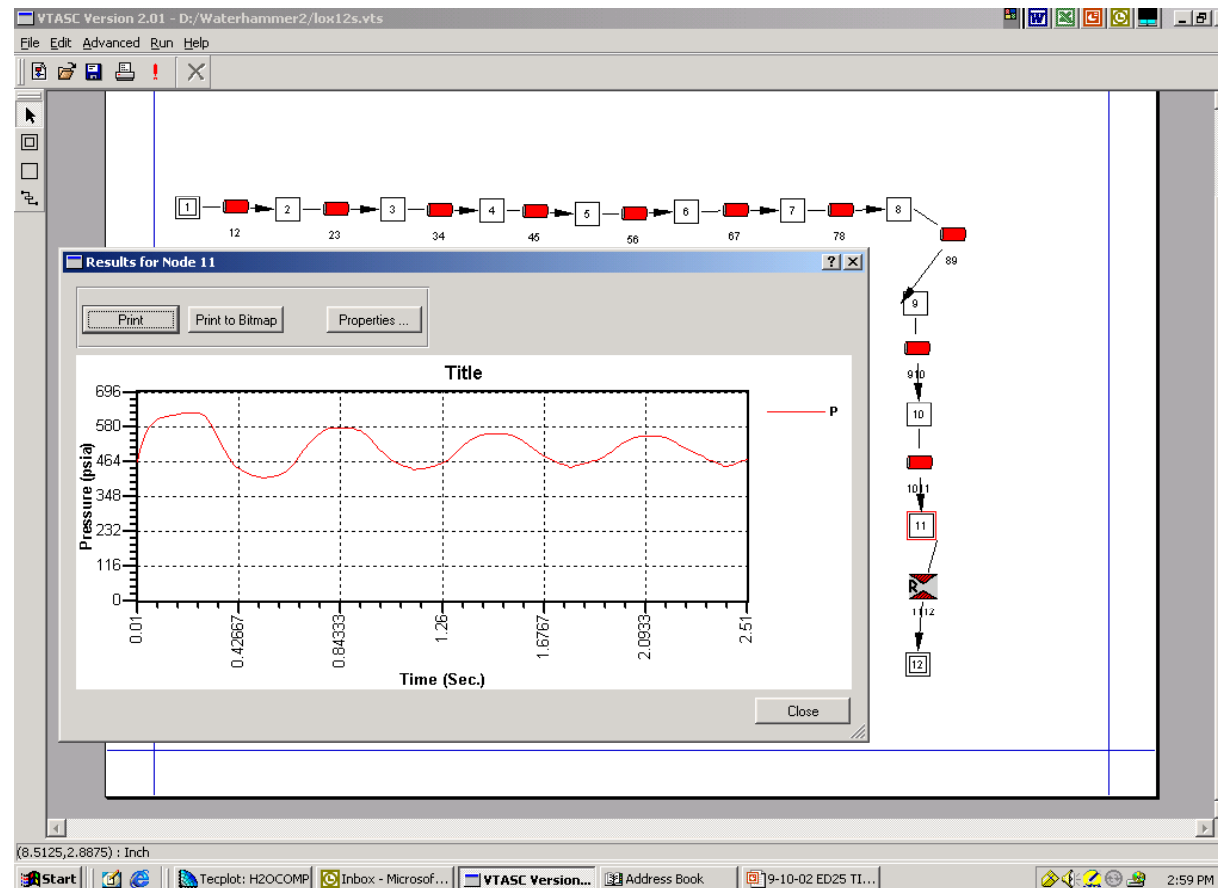 VTASC Version 2.01 - D:/Waterhammer2/lox12s.vts
File Edit Advanced Run Help
1 2 3 4 5 6 7 8
12 23 34 45 56 67 78
89
Results for Node 11
Print Print to Bitmap Properties ...
Title
696
580
464
348
232
116
0
Pressure (psia)
P
0.01 0.42667 0.84333 1.26 1.6767 2.0933 2.51
Time (Sec.)
Close
9
910
10
1011
11
R
1112
12
(8.5125,2.8875) : Inch
Start Tecplot: H2OCOMP Inbox - Microsof... VTASC Version... Address Book 9-10-02 ED25 TI... 2:59 PM